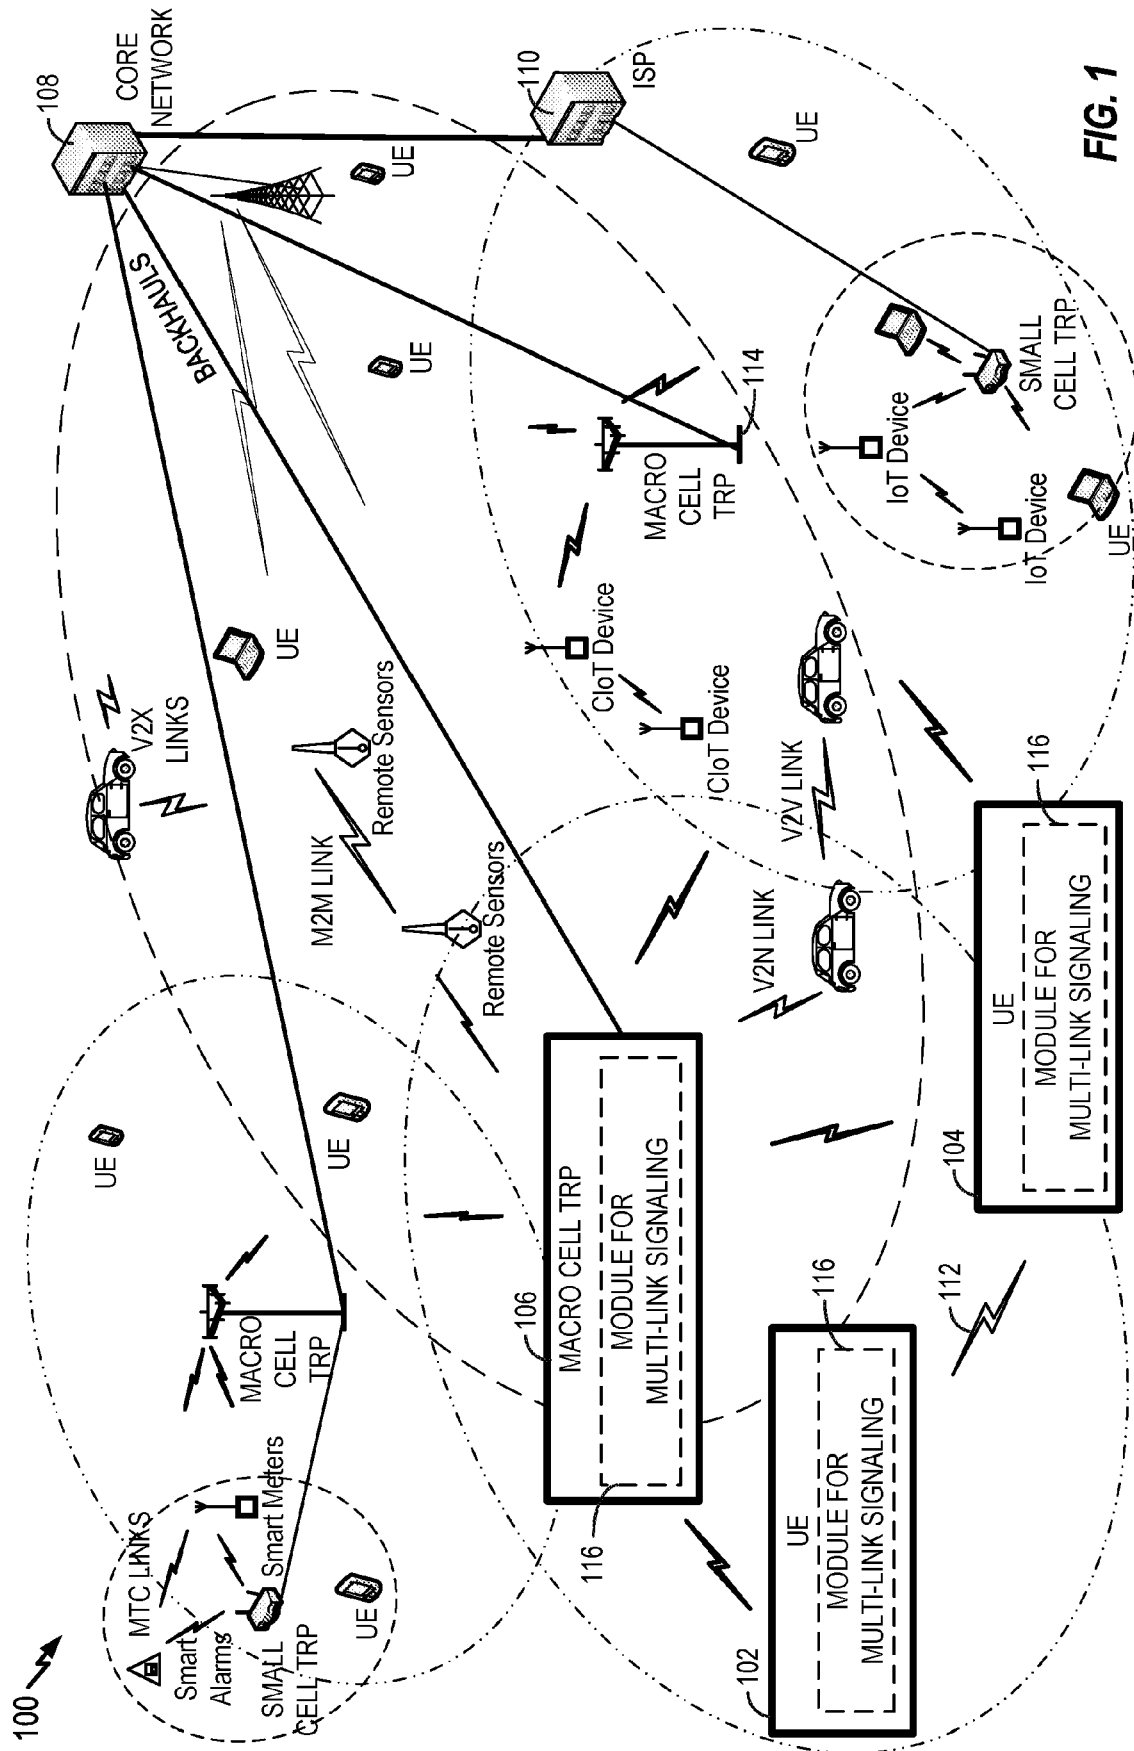 100
MTC LINKS
Smart
Alarms
SMALL
CELL TRP
Smart Meters
UE
MACRO
CELL
TRP
UE
UE
V2X
LINKS
UE
BACKHAULS
108
CORE
NETWORK
M2M LINK
Remote Sensors
Remote Sensors
UE
UE
106
MACRO CELL TRP
MODULE FOR
MULTI-LINK SIGNALING
116
CIoT Device
CIoT Device
MACRO
CELL
TRP
114
110
ISP
UE
V2N LINK
V2V LINK
102
UE
MODULE FOR
MULTI-LINK SIGNALING
116
112
104
UE
MODULE FOR
MULTI-LINK SIGNALING
116
IoT Device
IoT Device
UE
SMALL
CELL TRP
FIG. 1